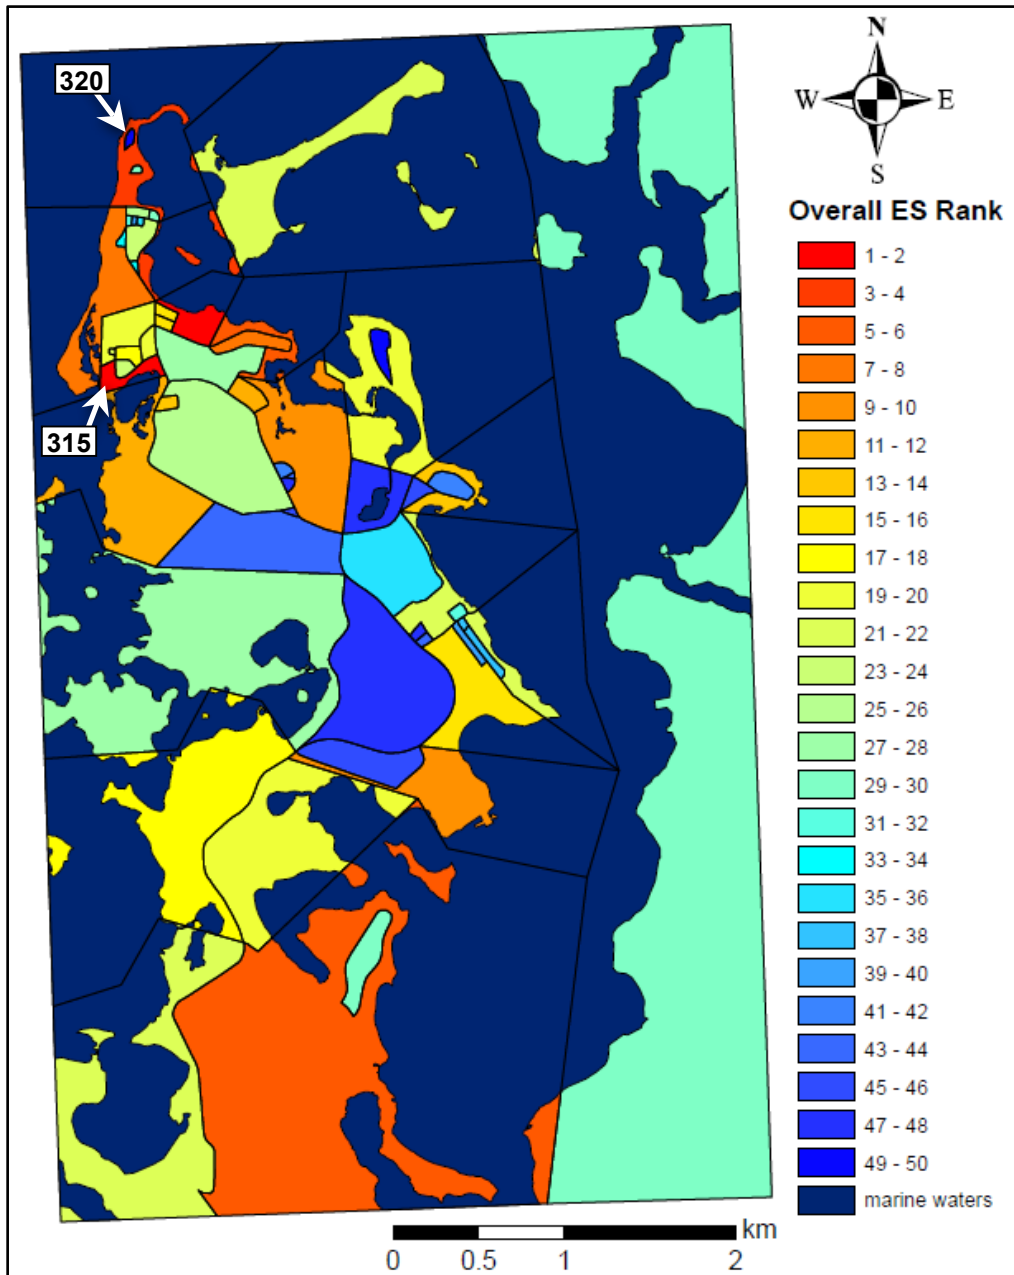 320
315
N
W
E
S
Overall ES Rank
1 - 2
3 - 4
5 - 6
7 - 8
9 - 10
11 - 12
13 - 14
15 - 16
17 - 18
19 - 20
21 - 22
23 - 24
25 - 26
27 - 28
29 - 30
31 - 32
33 - 34
35 - 36
37 - 38
39 - 40
41 - 42
43 - 44
45 - 46
47 - 48
49 - 50
marine waters
km
0 0.5 1 2